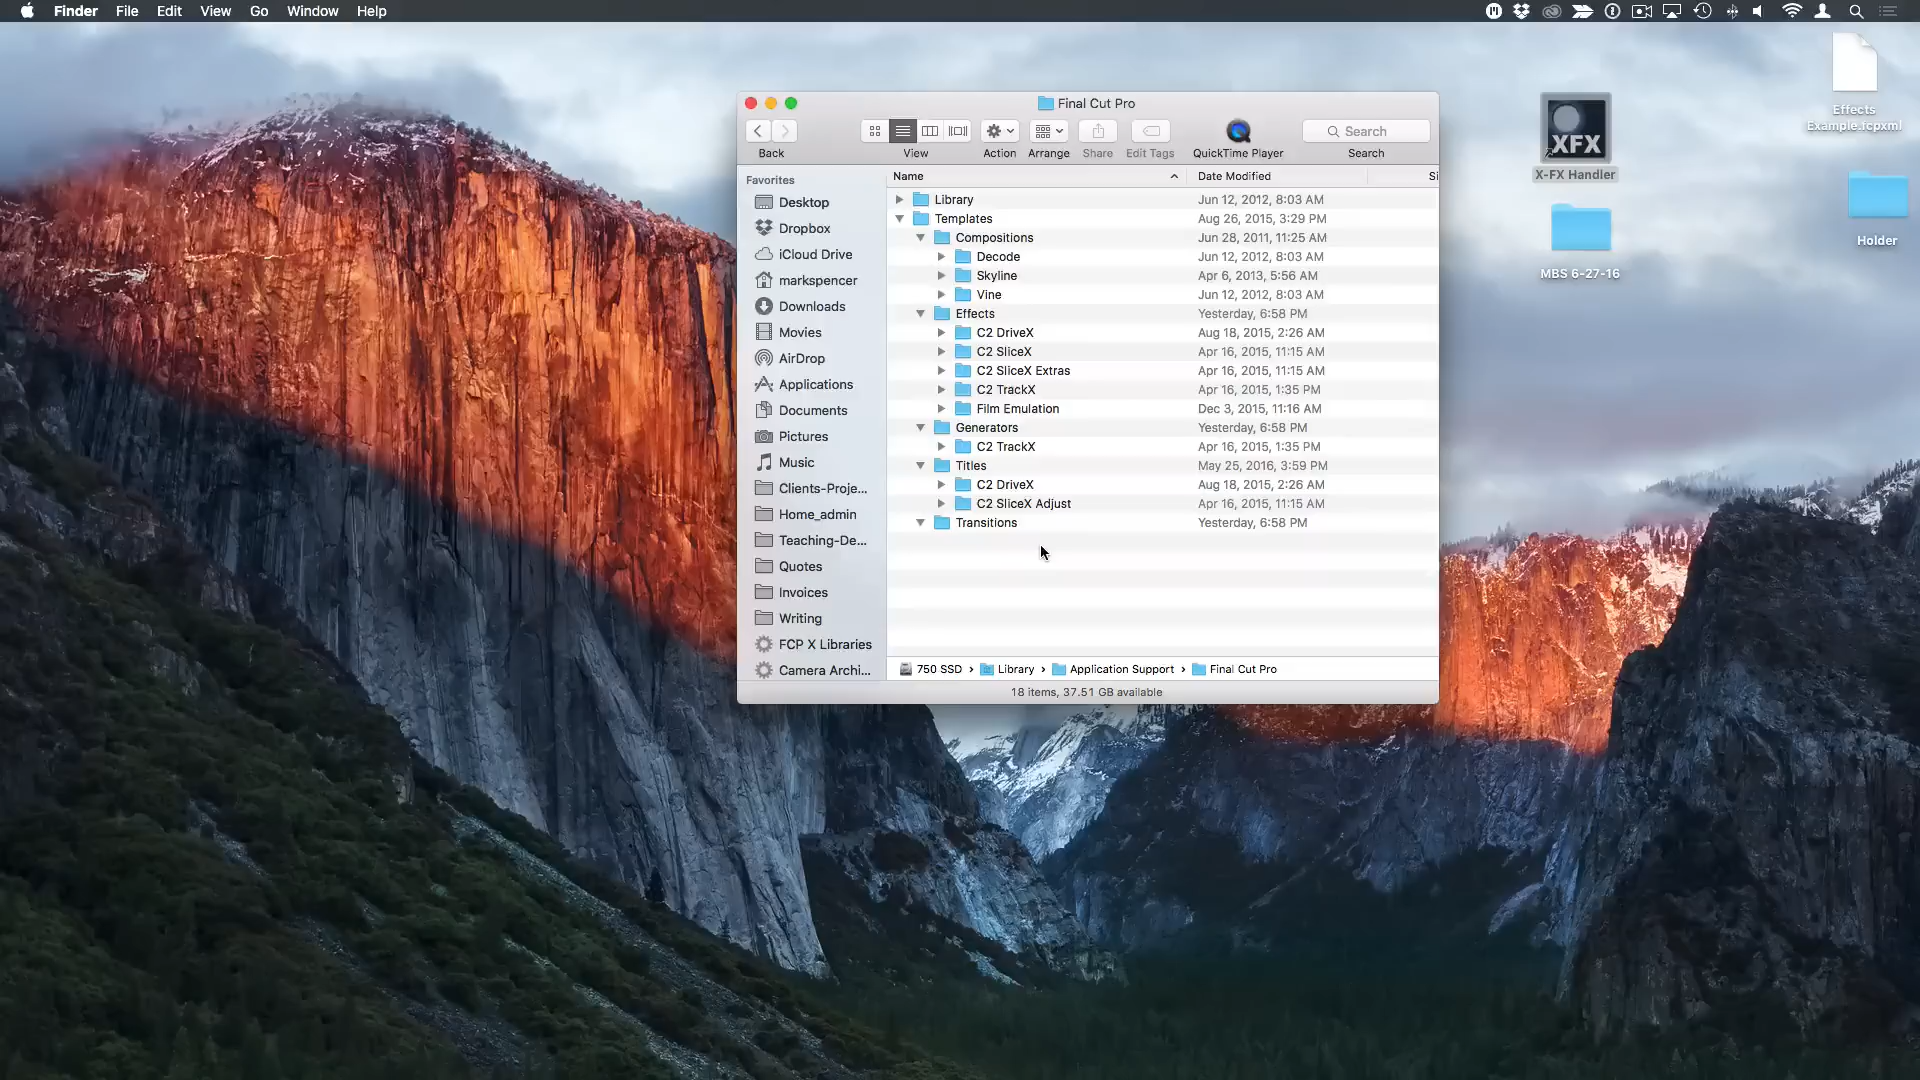 Finder File Edit View Go Window Help
Final Cut Pro
Search
Back View Action Arrange Share Edit Tags QuickTime Player Search
Favorites
Desktop
Dropbox
iCloud Drive
markspencer
Downloads
Movies
AirDrop
Applications
Documents
Pictures
Music
Clients-Proje...
Home_admin
Teaching-De...
Quotes
Invoices
Writing
FCP X Libraries
Camera Archi...
Name Date Modified Si
Library Jun 12, 2012, 8:03 AM
Templates Aug 26, 2015, 3:29 PM
Compositions Jun 28, 2011, 11:25 AM
Decode Jun 12, 2012, 8:03 AM
Skyline Apr 6, 2013, 5:56 AM
Vine Jun 12, 2012, 8:03 AM
Effects Yesterday, 6:58 PM
C2 DriveX Aug 18, 2015, 2:26 AM
C2 SliceX Apr 16, 2015, 11:15 AM
C2 SliceX Extras Apr 16, 2015, 11:15 AM
C2 TrackX Apr 16, 2015, 1:35 PM
Film Emulation Dec 3, 2015, 11:16 AM
Generators Yesterday, 6:58 PM
C2 TrackX Apr 16, 2015, 1:35 PM
Titles May 25, 2016, 3:59 PM
C2 DriveX Aug 18, 2015, 2:26 AM
C2 SliceX Adjust Apr 16, 2015, 11:15 AM
Transitions Yesterday, 6:58 PM
750 SSD › Library › Application Support › Final Cut Pro
18 items, 37.51 GB available
XFX
X-FX Handler
MBS 6-27-16
Effects
Example.fcpxml
Holder